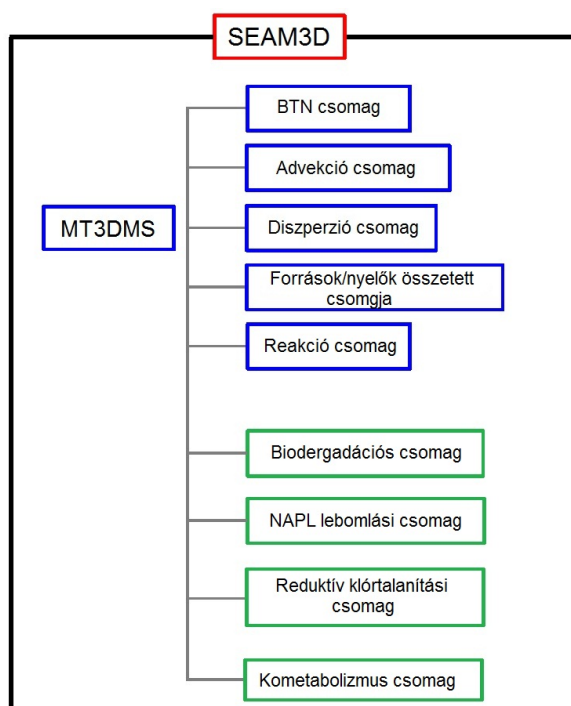 SEAM3D
BTN csomag
Advekció csomag
MT3DMS
Diszperzió csomag
Források/nyelők összetett
csomgja
Reakció csomag
Biodergadációs csomag
NAPL lebomlási csomag
Reduktív klórtalanítási
csomag
Kometabolizmus csomag